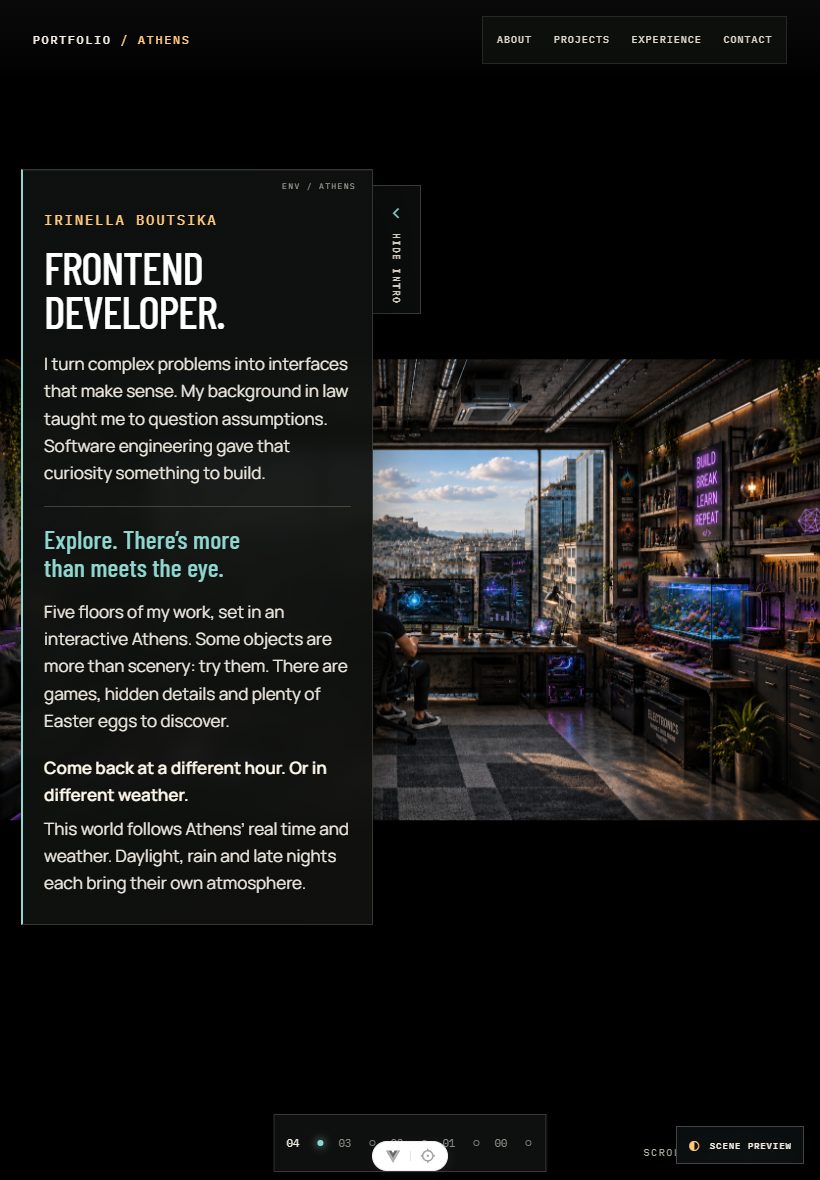 PORTFOLIO / ATHENS
ABOUT PROJECTS EXPERIENCE CONTACT
ENV / ATHENS
IRINELLA BOUTSIKA
HIDE INTRO
FRONTEND
DEVELOPER.
I turn complex problems into interfaces
that make sense. My background in law
taught me to question assumptions.
Software engineering gave that
curiosity something to build.
Explore. There’s more
than meets the eye.
Five floors of my work, set in an
interactive Athens. Some objects are
more than scenery: try them. There are
games, hidden details and plenty of
Easter eggs to discover.
Come back at a different hour. Or in
different weather.
This world follows Athens’ real time and
weather. Daylight, rain and late nights
each bring their own atmosphere.
BUILD
BREAK
LEARN
REPEAT
</>
ELECTRONICS
04 03 01 00
SCENE PREVIEW